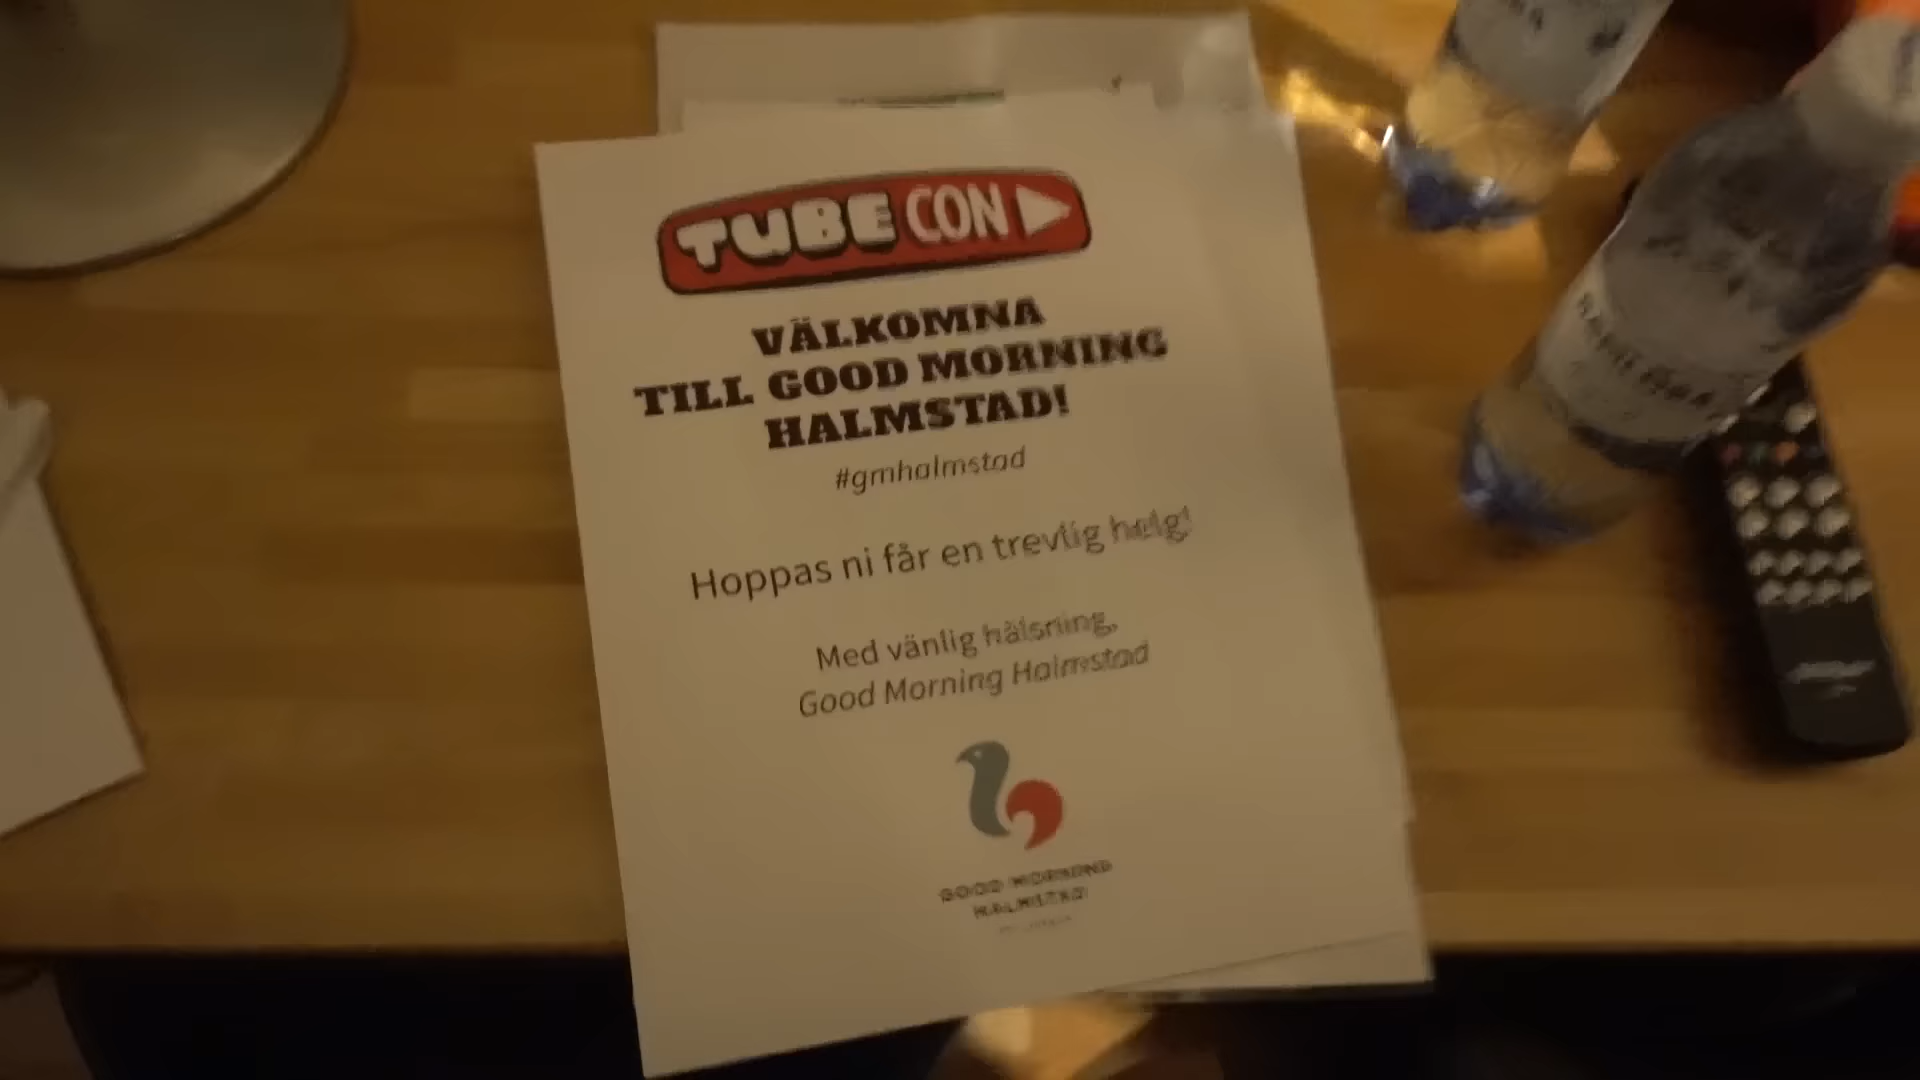 TUBE CON
VÄLKOMNA
TILL GOOD MORNING
HALMSTAD!
#gmhalmstad
Hoppas ni får en trevlig helg!
Med vänlig hälsning,
Good Morning Halmstad
GOOD MORNING
HALMSTAD